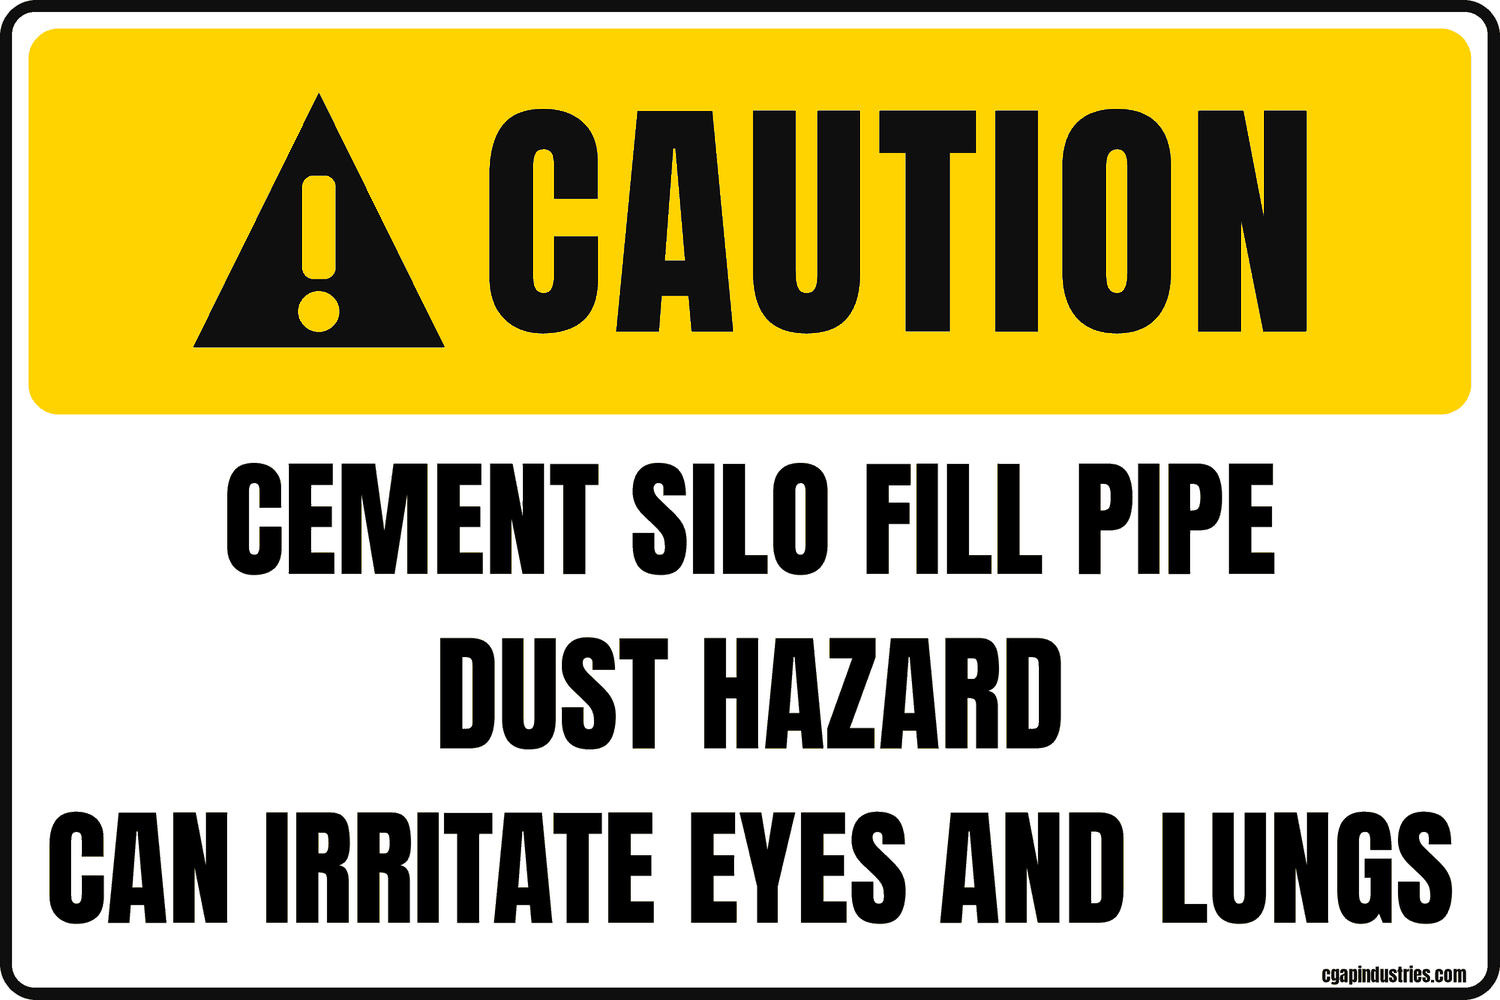 CAUTION
CEMENT SILO FILL PIPE
DUST HAZARD
CAN IRRITATE EYES AND LUNGS
cgapindustries.com